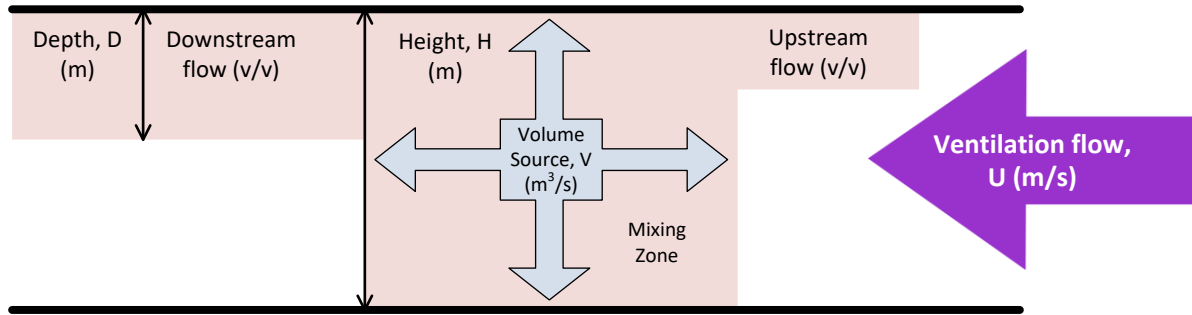 Depth, D
(m)
Downstream
flow (v/v)
Height, H
(m)
Upstream
flow (v/v)
Volume
Source, V
(m³/s)
Mixing
Zone
Ventilation flow,
U (m/s)